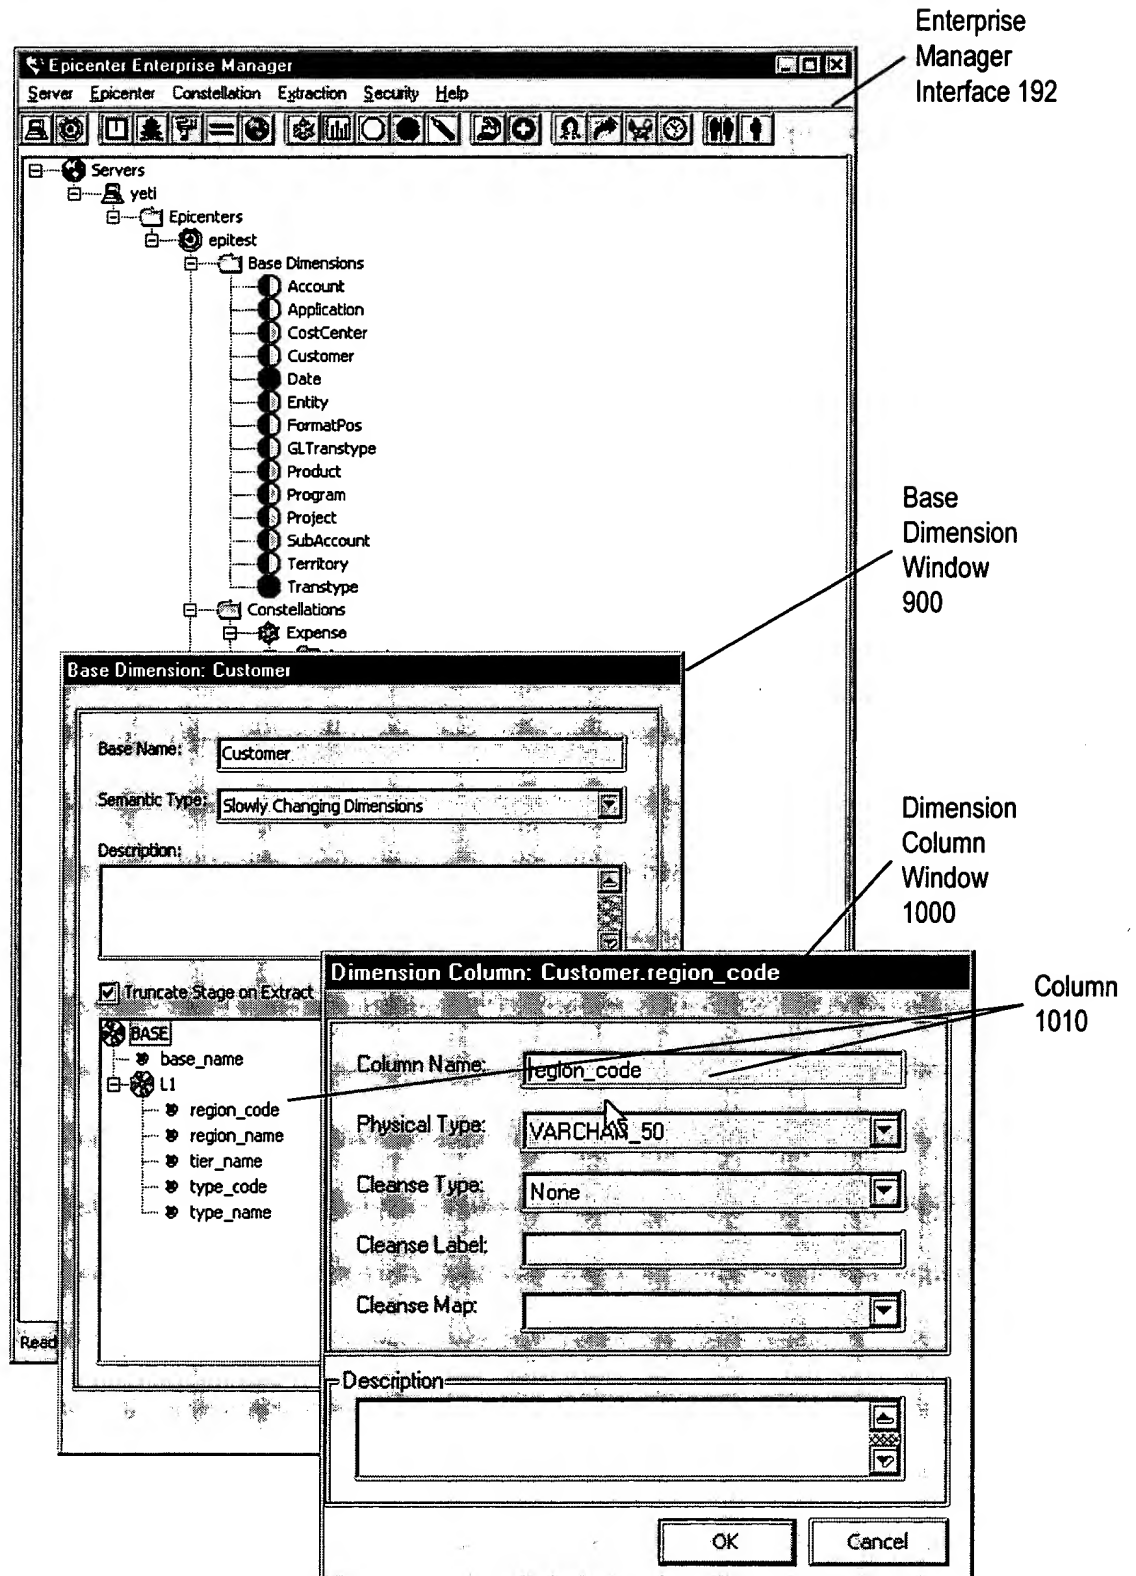 Enterprise
Manager
Interface 192
Epicenter Enterprise Manager
Server Epicenter Constellation Extraction Security Help
Servers
yeti
Epicenters
epitest
Base Dimensions
Account
Application
CostCenter
Customer
Date
Entity
FormatPos
GLTranstype
Product
Program
Project
SubAccount
Territory
Transtype
Constellations
Expense
Base
Dimension
Window
900
Base Dimension: Customer
Base Name: Customer
Semantic Type: Slowly Changing Dimensions
Description:
Truncate Stage on Extract
BASE
base_name
L1
region_code
region_name
tier_name
type_code
type_name
Read
Dimension
Column
Window
1000
Dimension Column: Customer.region_code
Column
1010
Column Name: region_code
Physical Type: VARCHAR_50
Cleanse Type: None
Cleanse Label:
Cleanse Map:
Description
OK Cancel